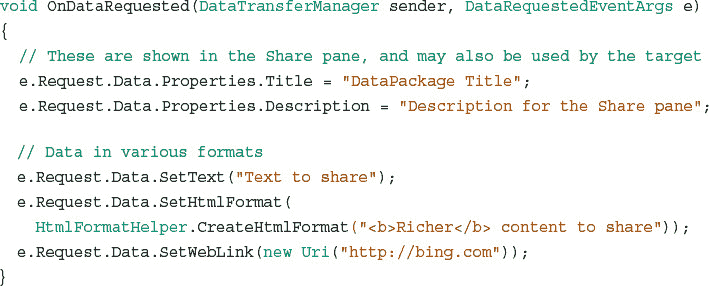 void OnDataRequested(DataTransferManager sender, DataRequestedEventArgs e)
{
  // These are shown in the Share pane, and may also be used by the target
  e.Request.Data.Properties.Title = "DataPackage Title";
  e.Request.Data.Properties.Description = "Description for the Share pane";

  // Data in various formats
  e.Request.Data.SetText("Text to share");
  e.Request.Data.SetHtmlFormat(
    HtmlFormatHelper.CreateHtmlFormat("<b>Richer</b> content to share"));
  e.Request.Data.SetWebLink(new Uri("http://bing.com"));
}